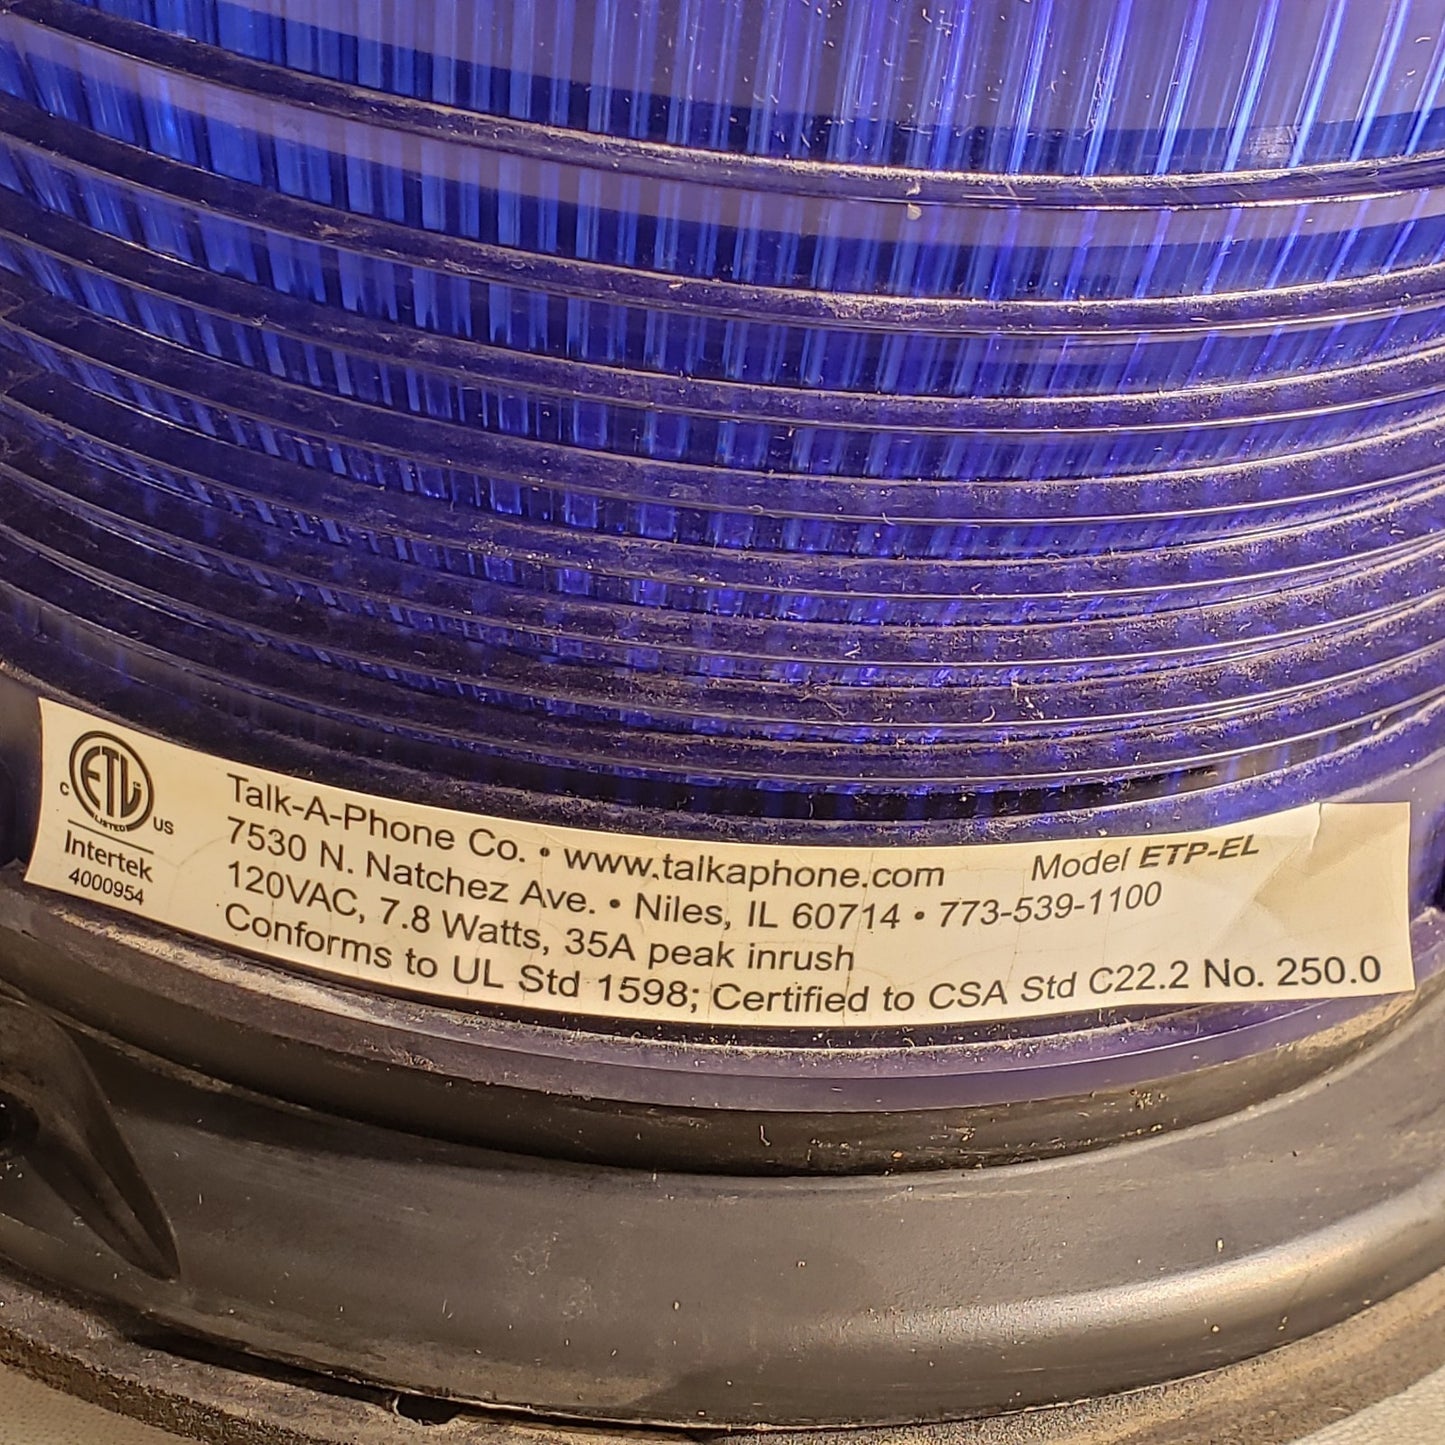 ETL
LISTED
C US
Intertek
4000954
Talk-A-Phone Co. • www.talkaphone.com Model ETP-EL
7530 N. Natchez Ave. • Niles, IL 60714 • 773-539-1100
120VAC, 7.8 Watts, 35A peak inrush
Conforms to UL Std 1598; Certified to CSA Std C22.2 No. 250.0